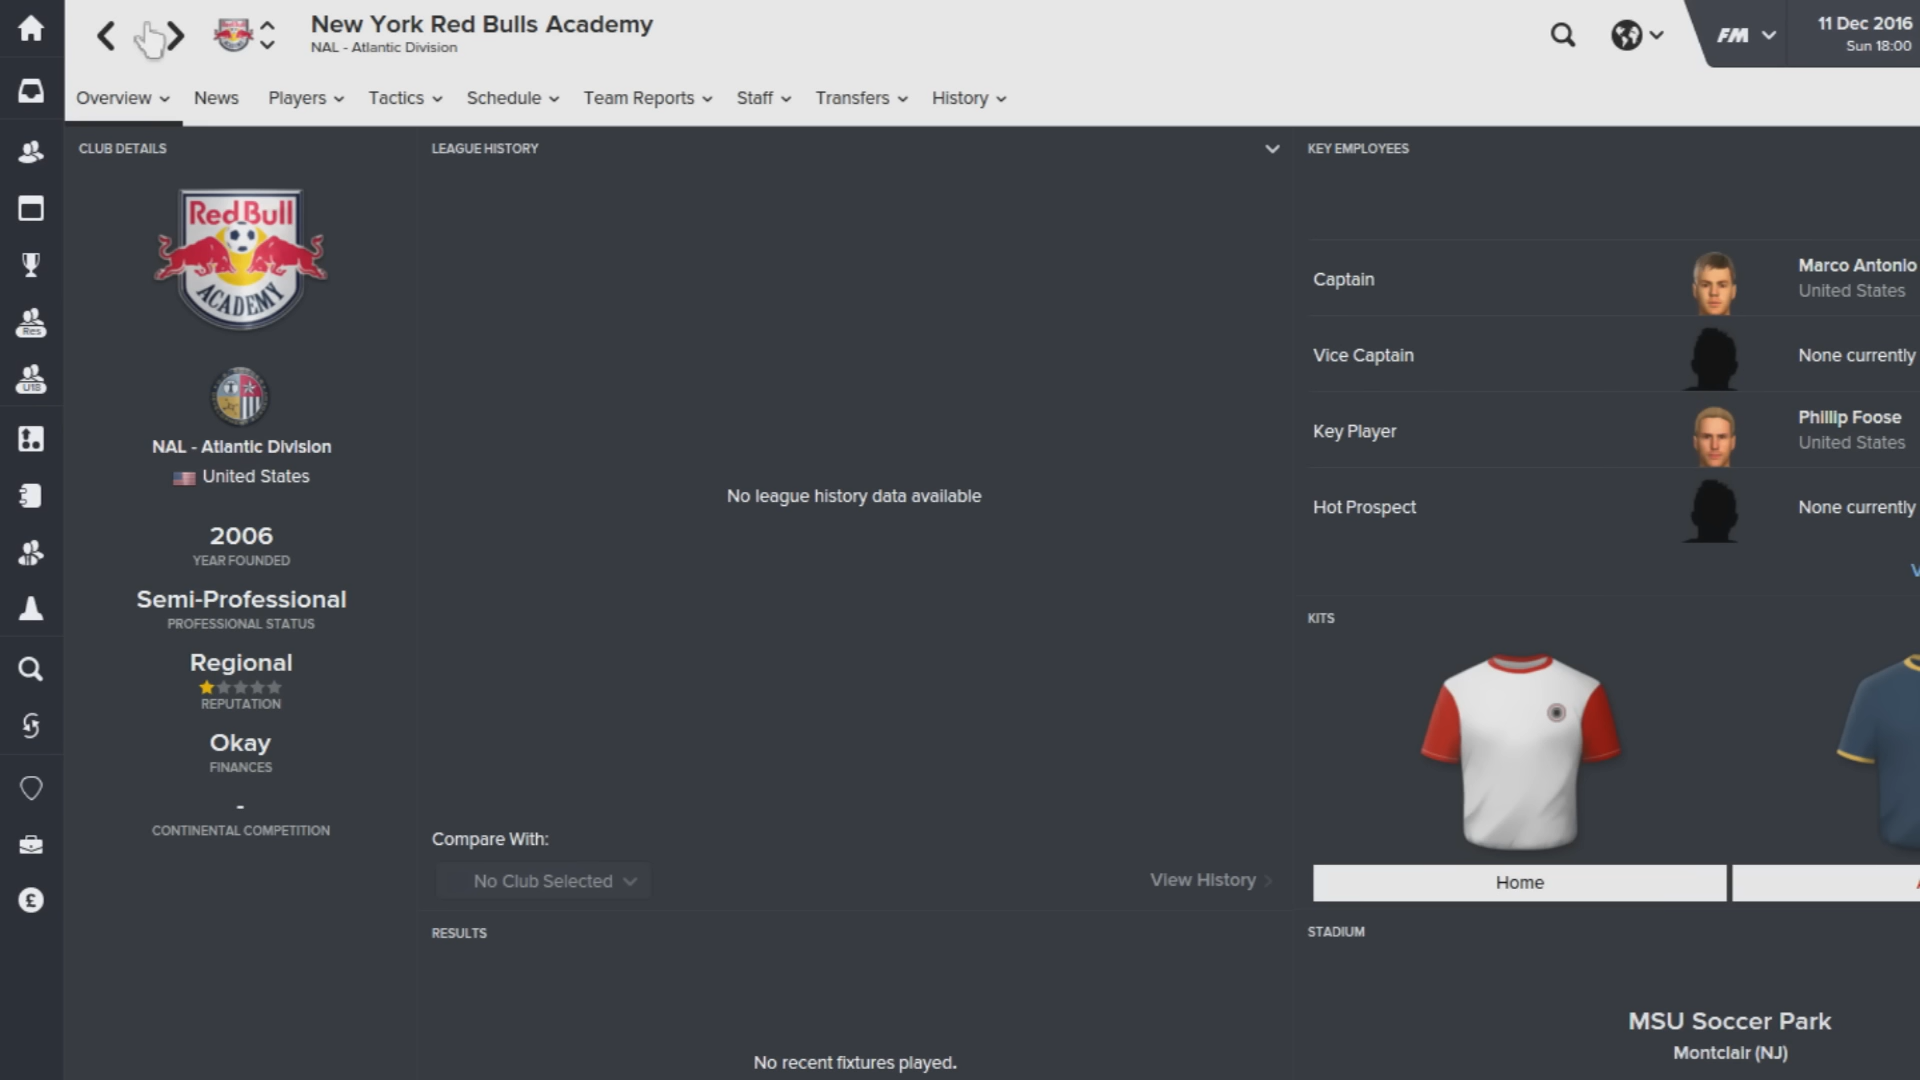 New York Red Bulls Academy
NAL - Atlantic Division
FM
11 Dec 2016
Sun 18:00
Overview
News
Players
Tactics
Schedule
Team Reports
Staff
Transfers
History
CLUB DETAILS
Red Bull
ACADEMY
NAL - Atlantic Division
United States
2006
YEAR FOUNDED
Semi-Professional
PROFESSIONAL STATUS
Regional
REPUTATION
Okay
FINANCES
-
CONTINENTAL COMPETITION
LEAGUE HISTORY
No league history data available
Compare With:
No Club Selected
View History
RESULTS
No recent fixtures played.
KEY EMPLOYEES
Captain
Marco Antonio
United States
Vice Captain
None currently
Key Player
Phillip Foose
United States
Hot Prospect
None currently
KITS
Home
STADIUM
MSU Soccer Park
Montclair (NJ)
Res
U18